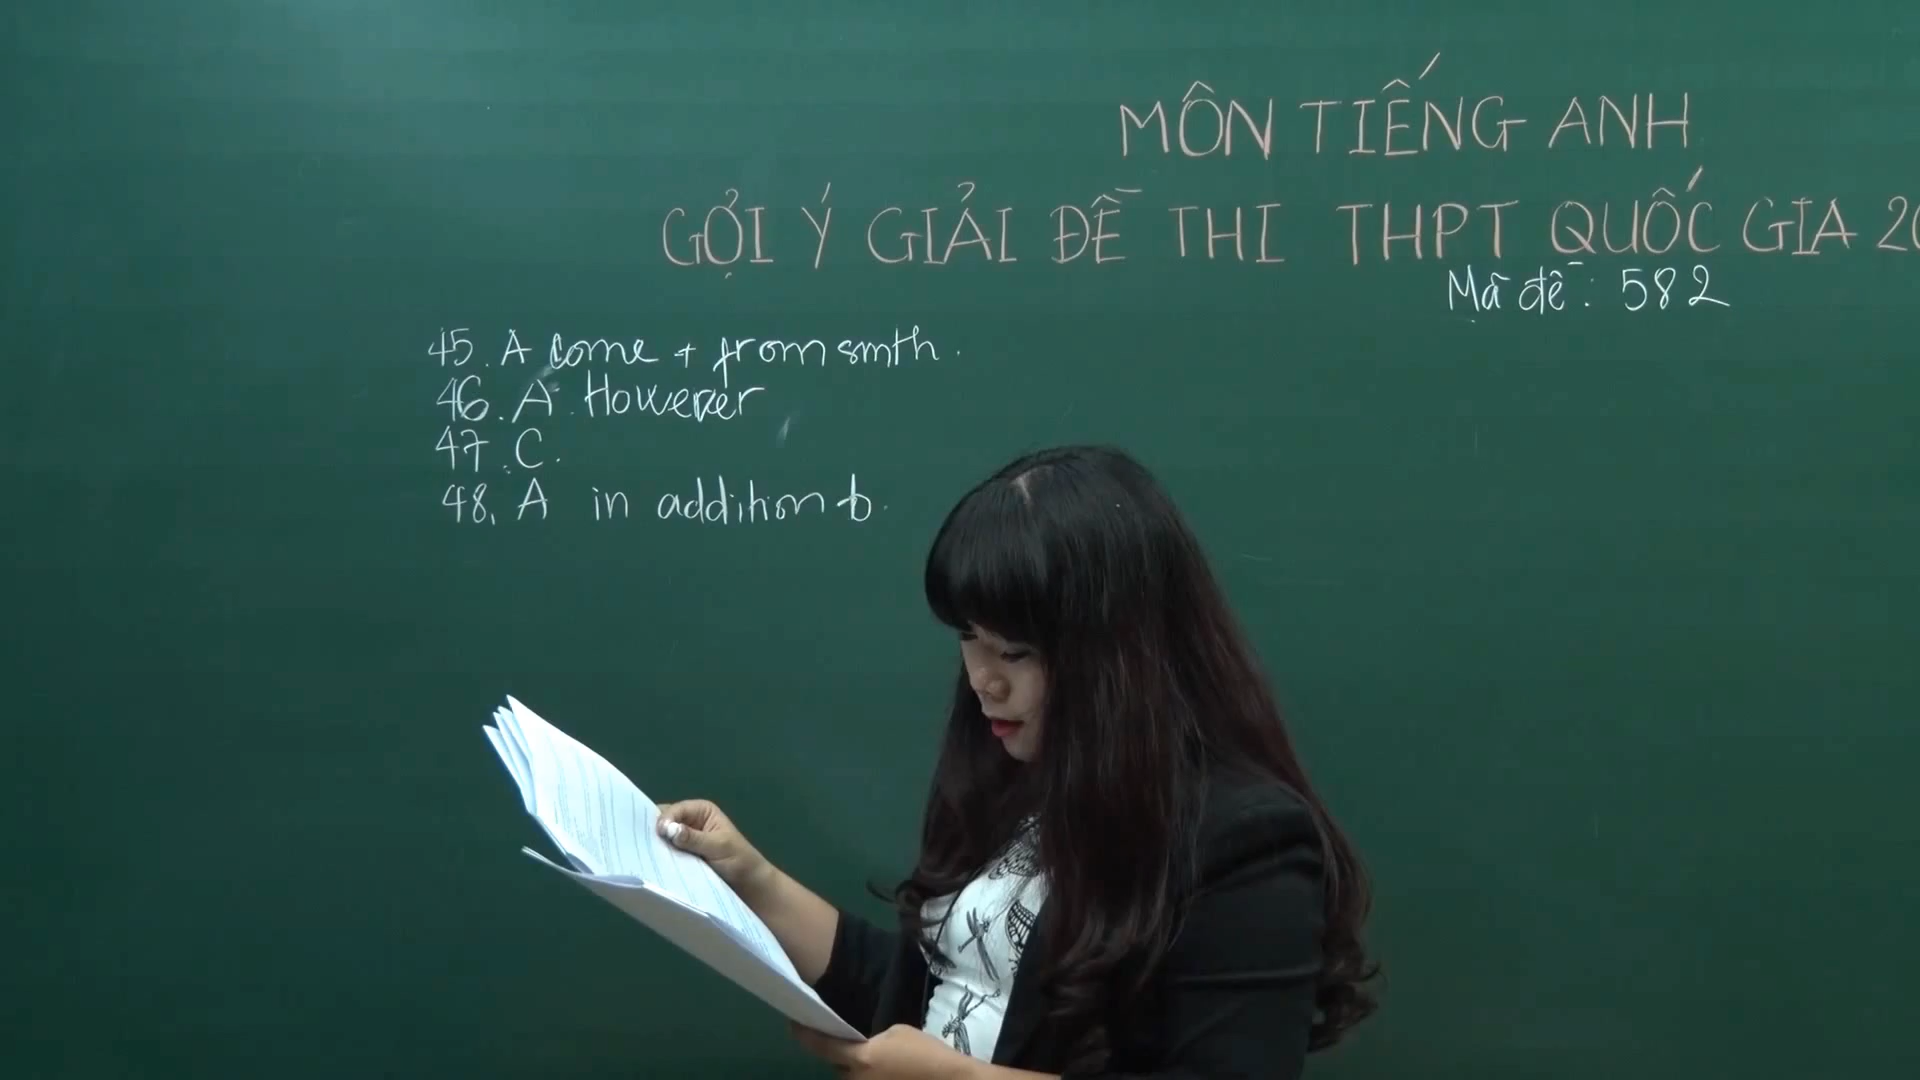 MÔN TIẾNG ANH
GỢI Ý GIẢI ĐỀ THI THPT QUỐC GIA 20
Mã đề: 582
45. A come + from smth.
46. A. However
47. C.
48. A in addition to.